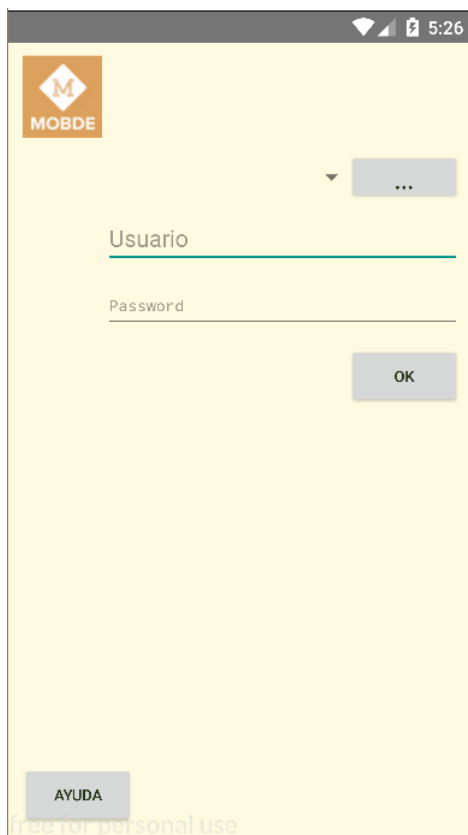 5:26
M
MOBDE
...
Usuario
Password
OK
AYUDA
free for personal use